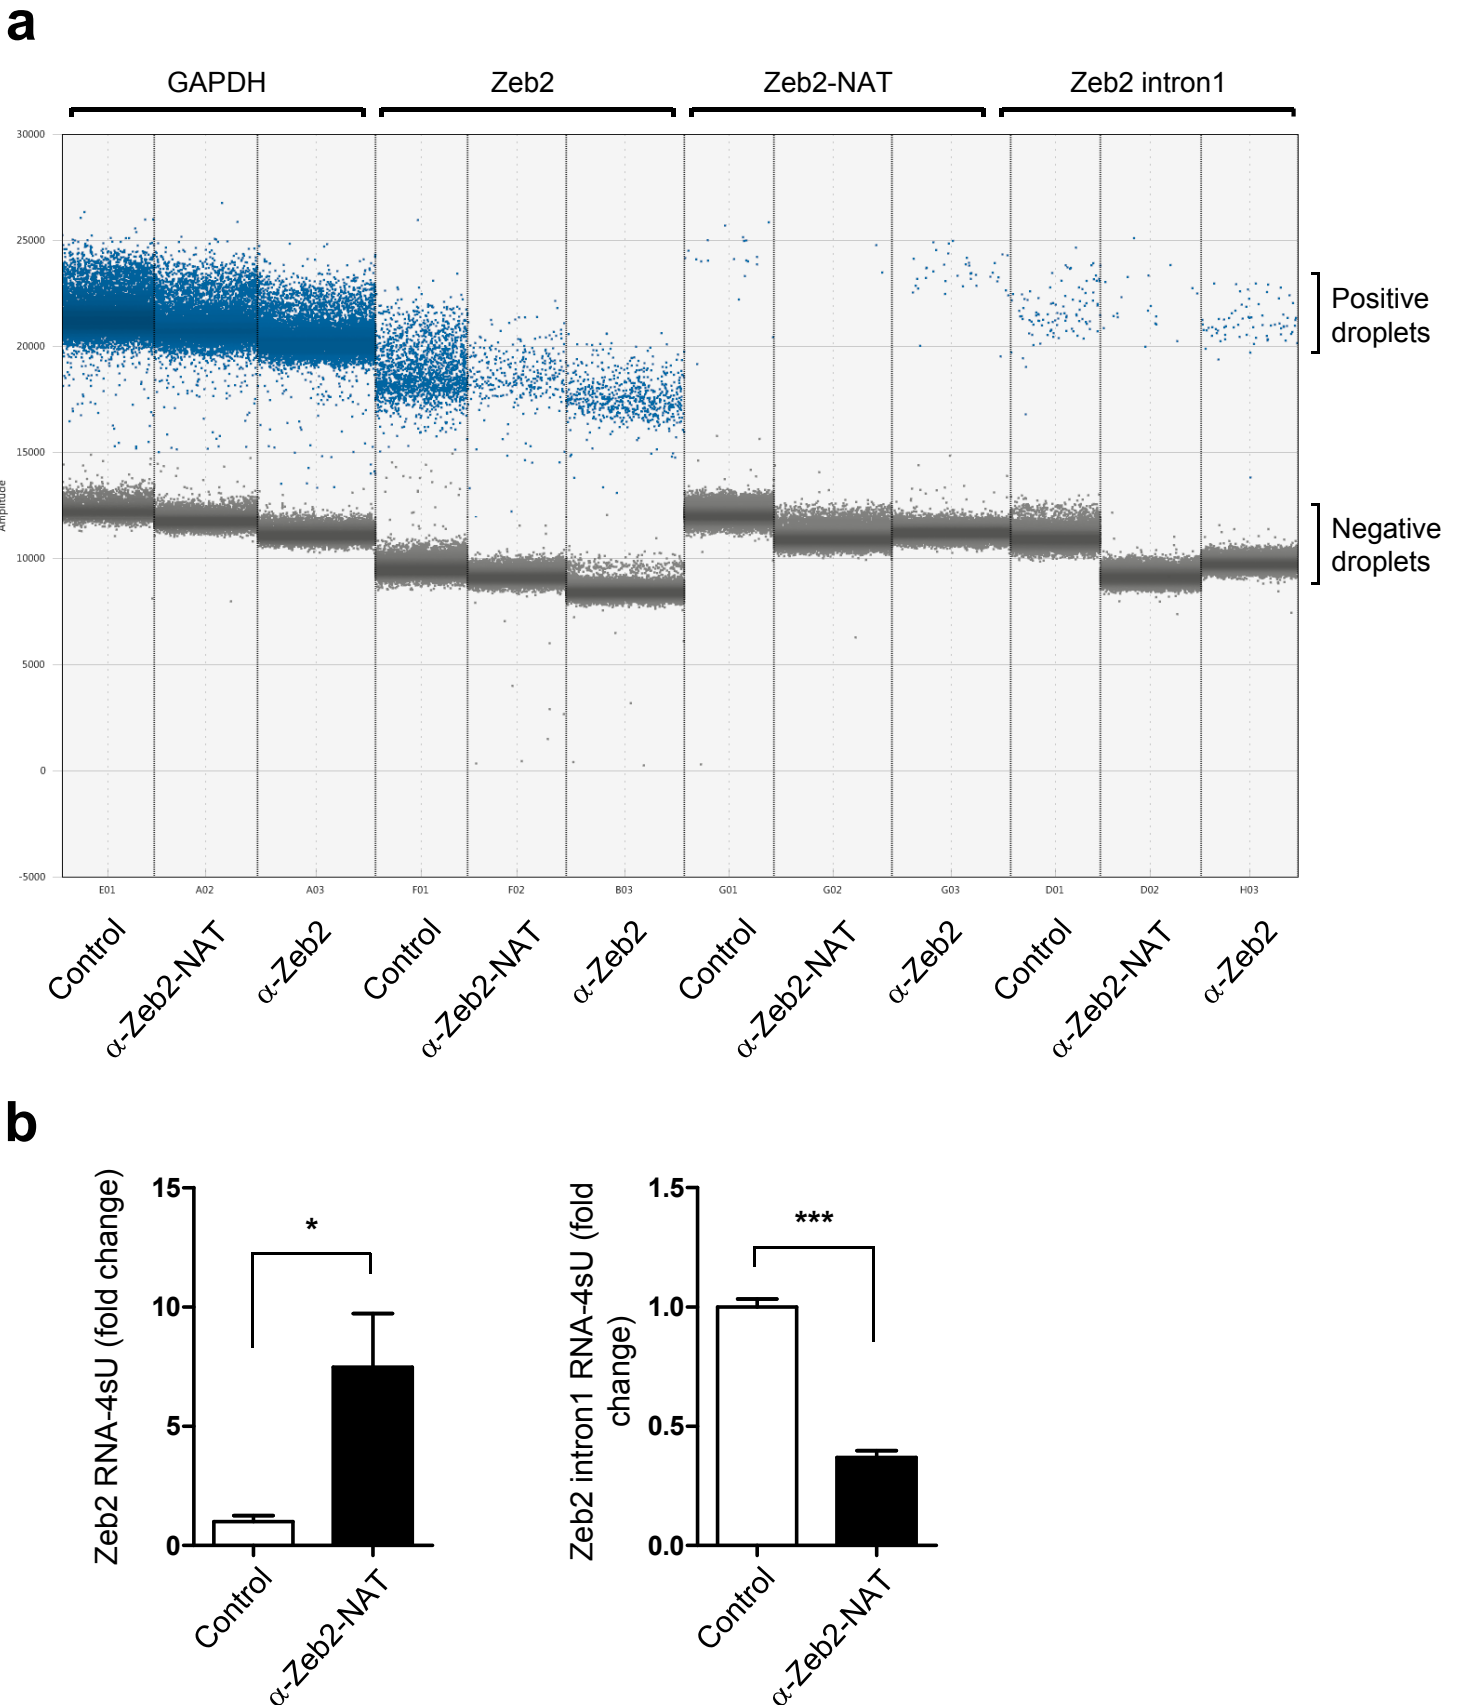 a
GAPDH Zeb2 Zeb2-NAT Zeb2 intron1
30000
25000
20000
15000
10000
5000
0
-5000
Amplitude
Positive
droplets
Negative
droplets
E01 A02 A03 F01 F02 B03 G01 G02 G03 D01 D02 H03
Control α-Zeb2-NAT α-Zeb2 Control α-Zeb2-NAT α-Zeb2 Control α-Zeb2-NAT α-Zeb2 Control α-Zeb2-NAT α-Zeb2
b
Zeb2 RNA-4sU (fold change)
15
10
5
0
*
Control α-Zeb2-NAT
Zeb2 intron1 RNA-4sU (fold
change)
1.5
1.0
0.5
0.0
***
Control α-Zeb2-NAT